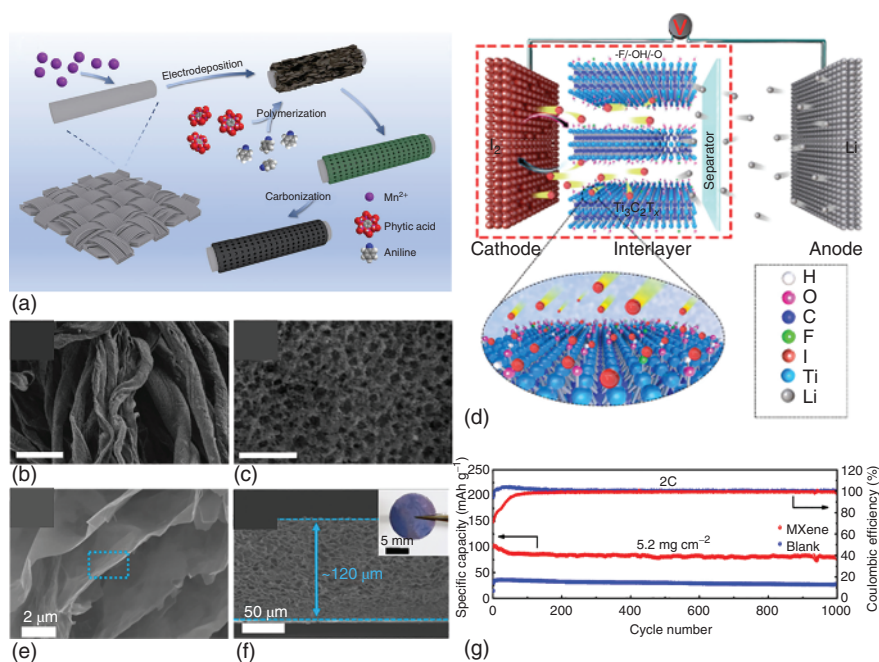 Mn2+
Electrodeposition
Polymerization
Carbonization
Phytic acid
Aniline
(a)
(b)
(c)
V
-F/-OH/-O
I2
Separator
Li
Ti3C2Tx
Cathode
Interlayer
Anode
H
O
C
F
I
Ti
Li
(d)
2 μm
(e)
5 mm
~120 μm
50 μm
(f)
Specific capacity (mAh g−1)
250
200
150
100
50
0
2C
MXene
Blank
5.2 mg cm−2
120
100
80
60
40
20
0
Coulombic efficiency (%)
0
200
400
600
800
1000
Cycle number
(g)